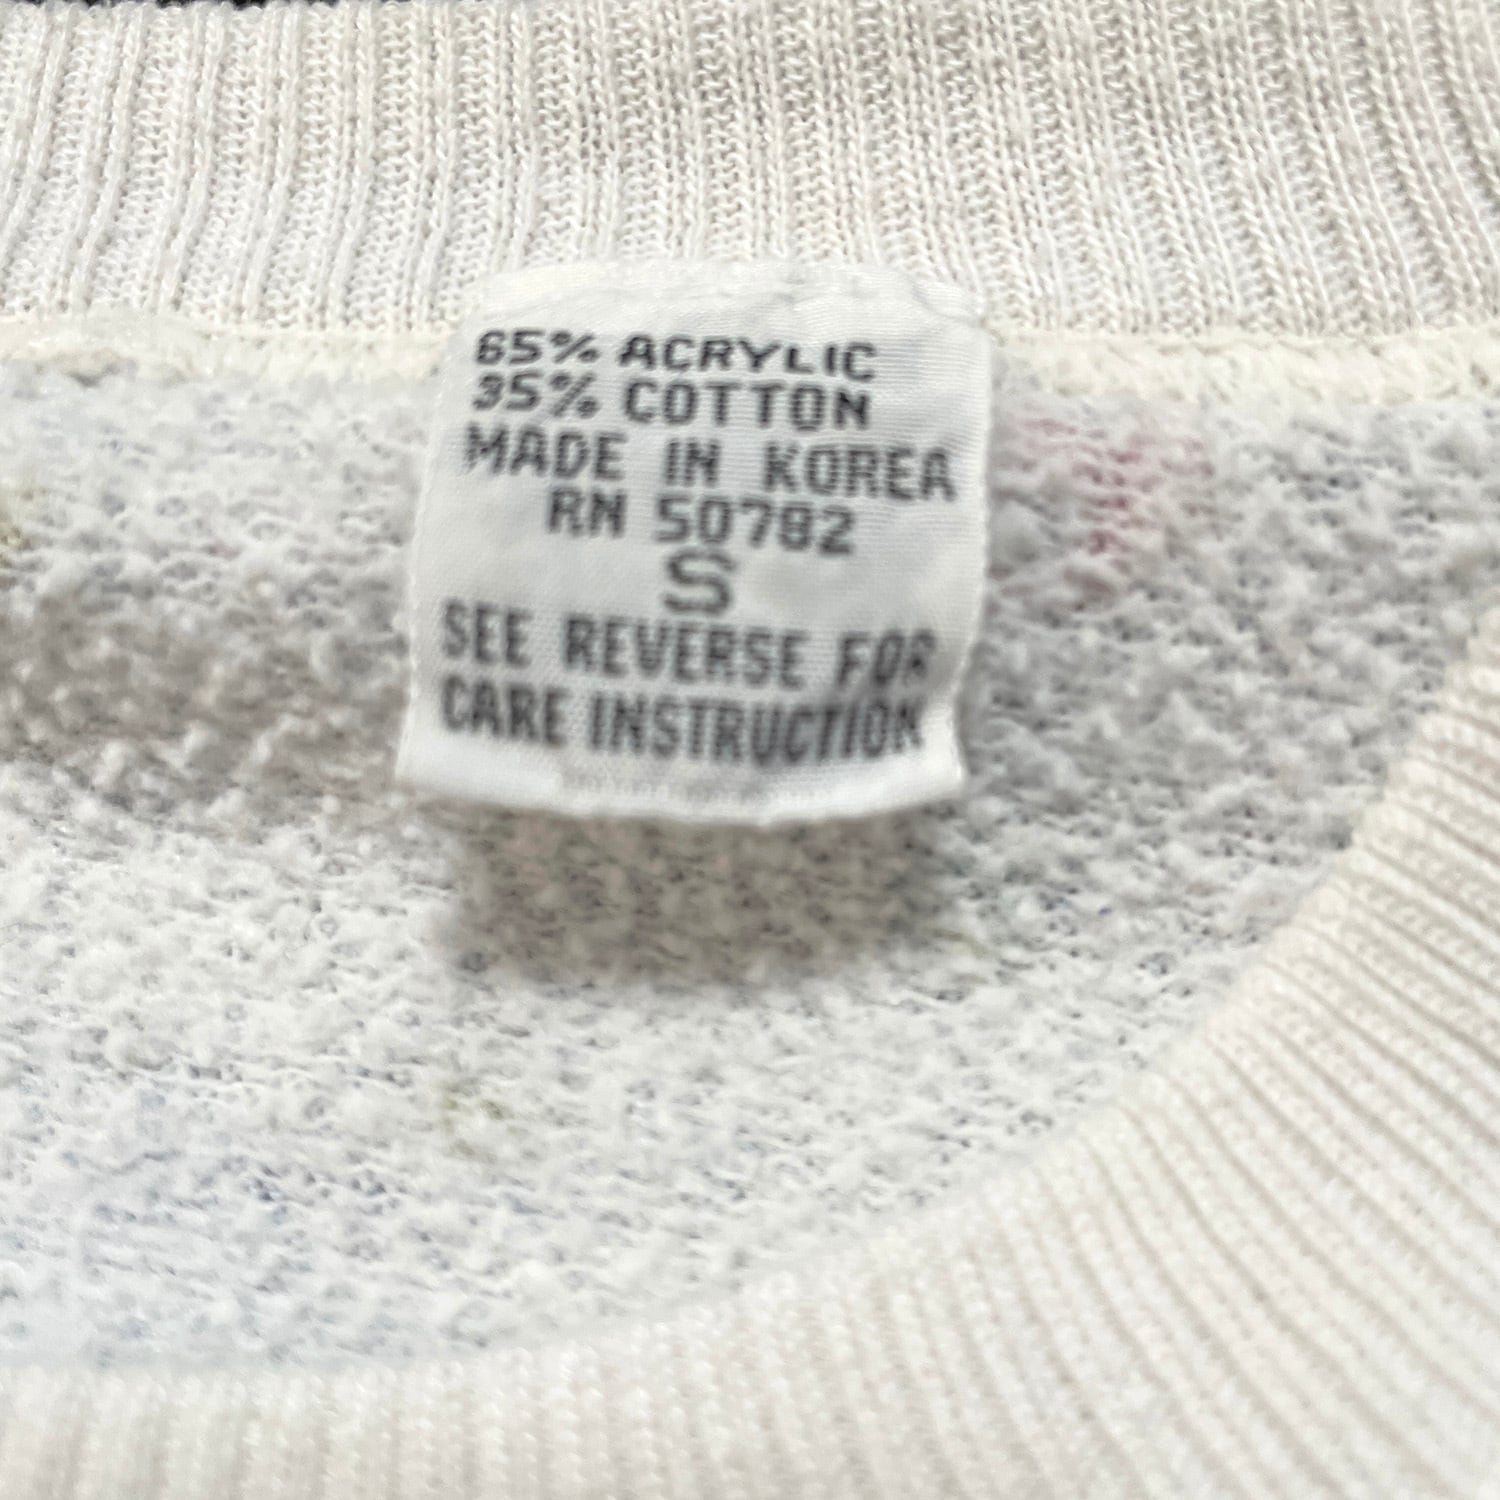 65% ACRYLIC
35% COTTON
MADE IN KOREA
RN 50782
S
SEE REVERSE FOR
CARE INSTRUCTION